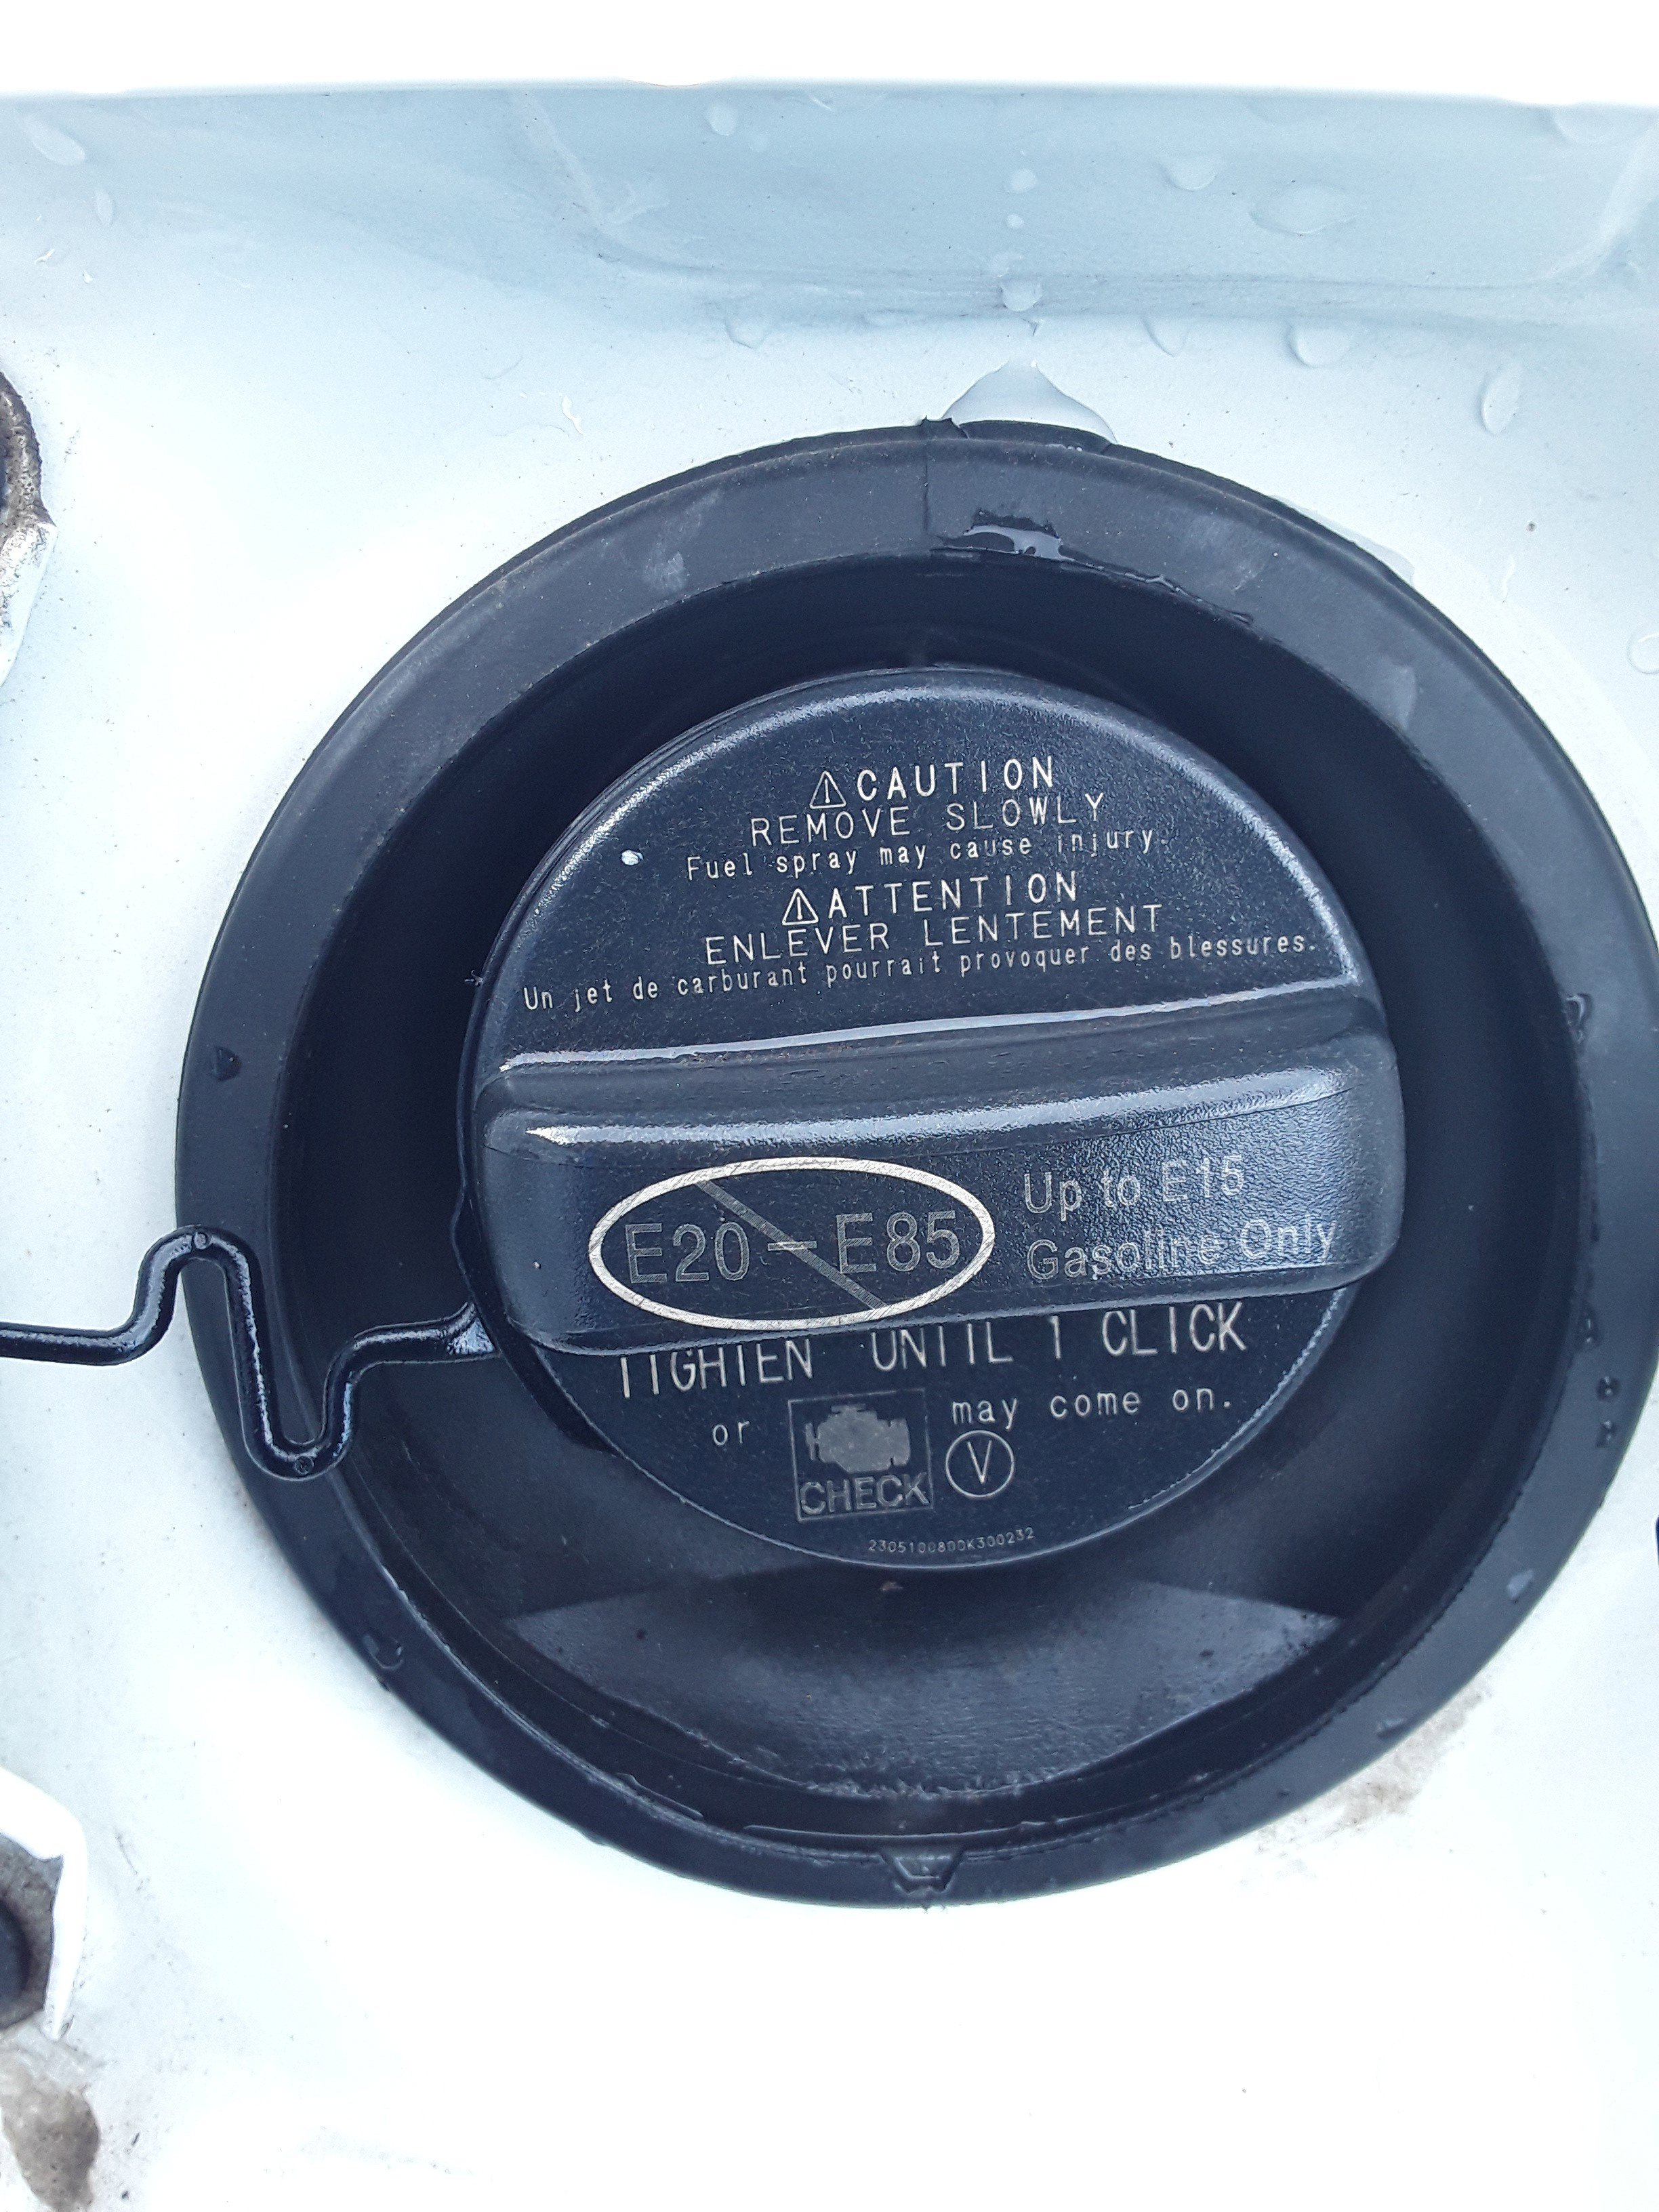 ⚠CAUTION
REMOVE SLOWLY
Fuel spray may cause injury.
⚠ATTENTION
ENLEVER LENTEMENT
Un jet de carburant pourrait provoquer des blessures.
E20-E85
Up to E15
Gasoline Only
TIGHTEN UNTIL 1 CLICK
or CHECK may come on.
V
2305100800K300232